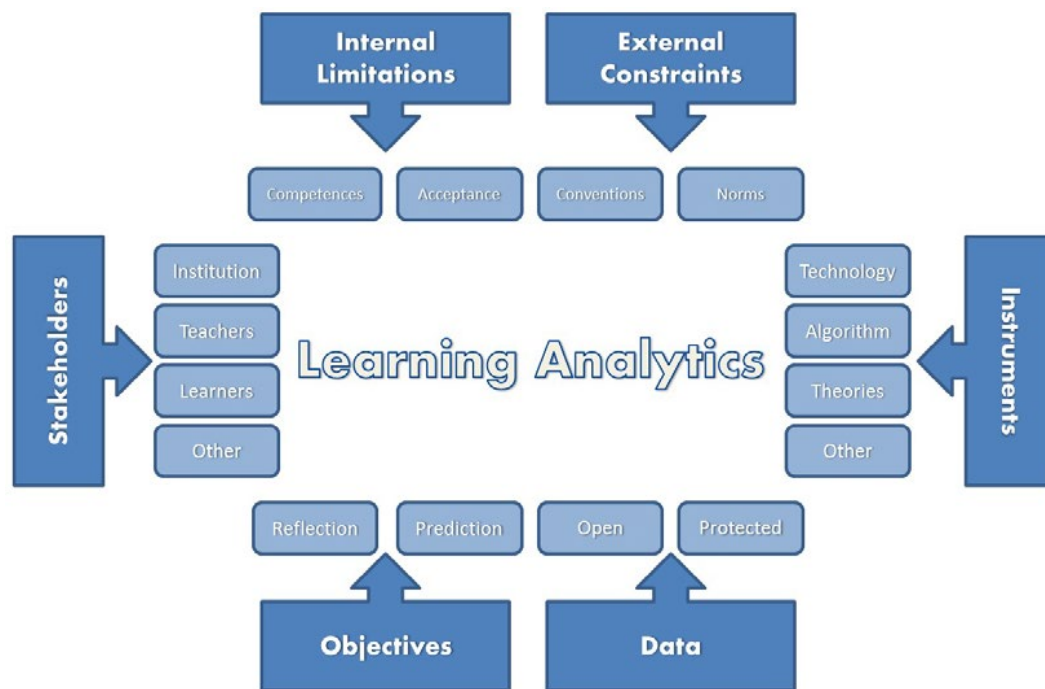 Internal
Limitations
External
Constraints
Competences
Acceptance
Conventions
Norms
Stakeholders
Institution
Teachers
Learners
Other
Learning Analytics
Technology
Algorithm
Theories
Other
Instruments
Reflection
Prediction
Open
Protected
Objectives
Data